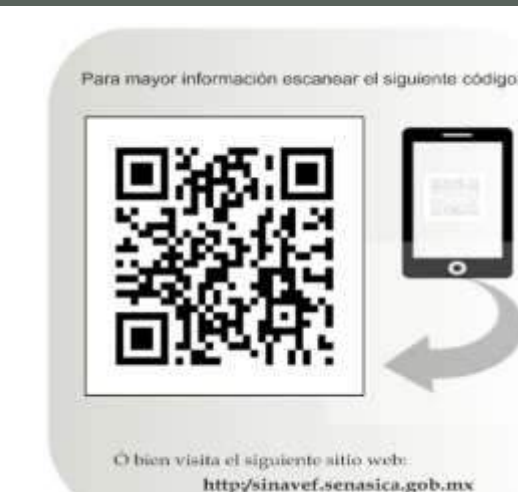 Para mayor información escanear el siguiente código
Ó bien visita el siguiente sitio web:
http:/sinavef.senasica.gob.mx